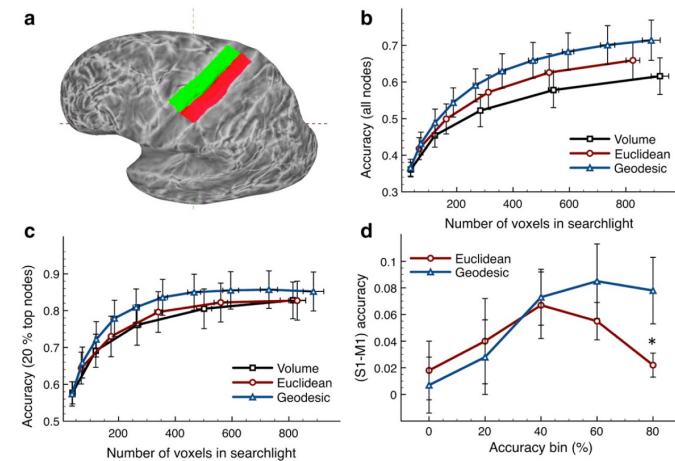 a
b
Accuracy (all nodes)
0.7
0.6
0.5
0.4
0.3
Volume
Euclidean
Geodesic
200 400 600 800
Number of voxels in searchlight
c
Accuracy (20 % top nodes)
0.9
0.8
0.7
0.6
0.5
Volume
Euclidean
Geodesic
200 400 600 800
Number of voxels in searchlight
d
(S1-M1) accuracy
0.1
0.08
0.06
0.04
0.02
0
Euclidean
Geodesic
*
0 20 40 60 80
Accuracy bin (%)